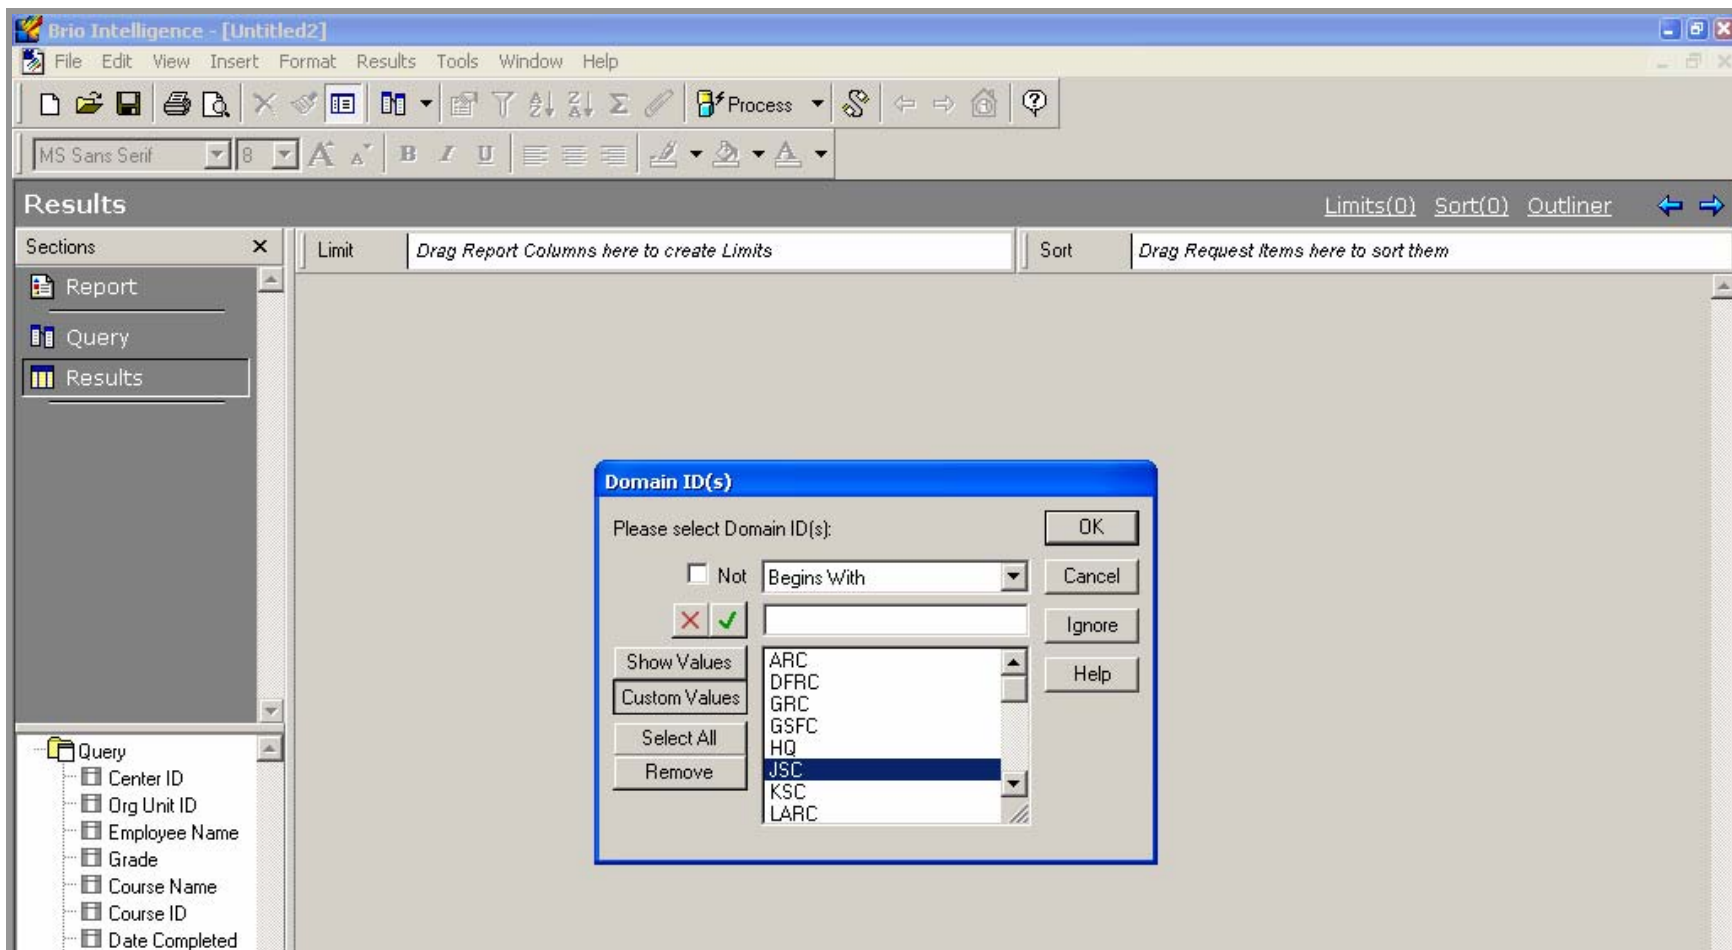 Brio Intelligence - [Untitled2]
File Edit View Insert Format Results Tools Window Help
Process
MS Sans Serif 8 A A B I U A
Results Limits(0) Sort(0) Outliner
Sections Limit Drag Report Columns here to create Limits Sort Drag Request Items here to sort them
Report
Query
Results
Domain ID(s)
Please select Domain ID(s): OK
Not Begins With Cancel
Ignore
Show Values ARC Help
DFRC
Custom Values GRC
GSFC
Select All HQ
Remove JSC
KSC
LARC
Query
Center ID
Org Unit ID
Employee Name
Grade
Course Name
Course ID
Date Completed